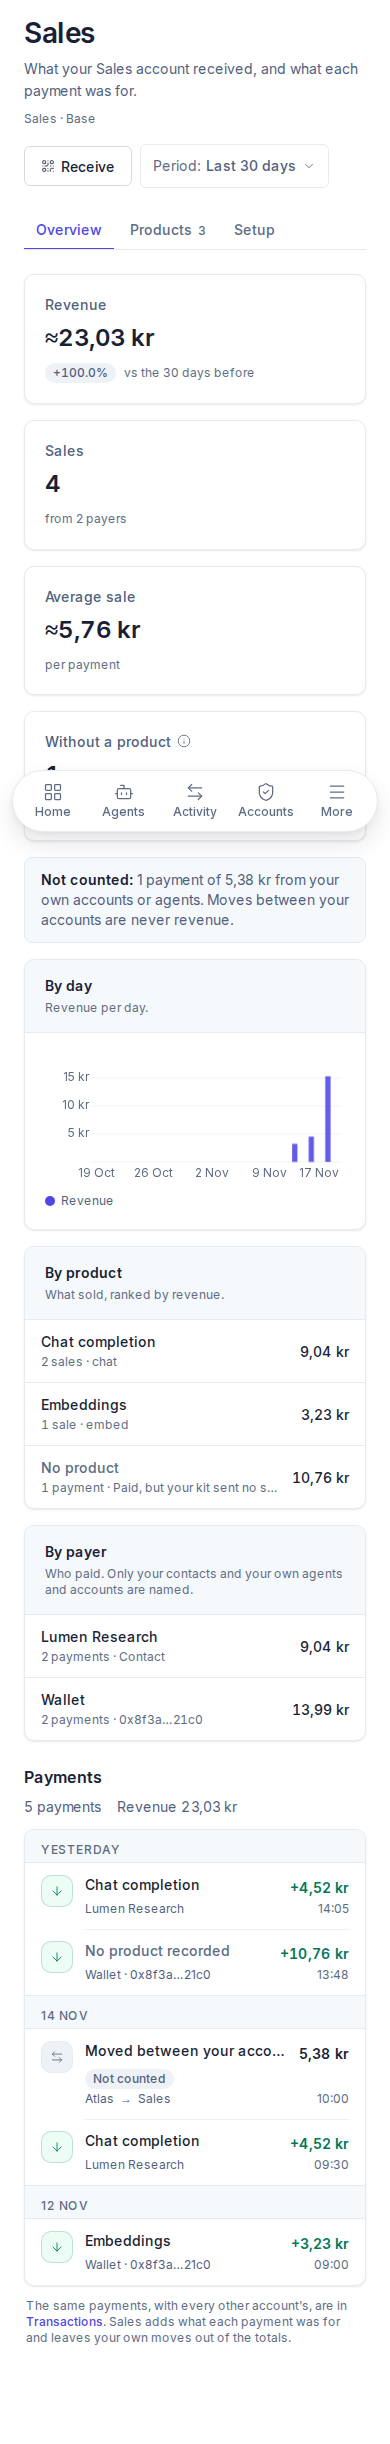 Sales
What your Sales account received, and what each
payment was for.
Sales · Base
Receive
Period: Last 30 days
Overview
Products 3
Setup
Revenue
≈23,03 kr
+100.0% vs the 30 days before
Sales
4
from 2 payers
Average sale
≈5,76 kr
per payment
Without a product
Home
Agents
Activity
Accounts
More
Not counted: 1 payment of 5,38 kr from your
own accounts or agents. Moves between your
accounts are never revenue.
By day
Revenue per day.
15 kr
10 kr
5 kr
19 Oct 26 Oct 2 Nov 9 Nov 17 Nov
Revenue
By product
What sold, ranked by revenue.
Chat completion
2 sales · chat
9,04 kr
Embeddings
1 sale · embed
3,23 kr
No product
1 payment · Paid, but your kit sent no s...
10,76 kr
By payer
Who paid. Only your contacts and your own agents
and accounts are named.
Lumen Research
2 payments · Contact
9,04 kr
Wallet
2 payments · 0x8f3a...21c0
13,99 kr
Payments
5 payments Revenue 23,03 kr
YESTERDAY
Chat completion
+4,52 kr
Lumen Research
14:05
No product recorded
+10,76 kr
Wallet · 0x8f3a...21c0
13:48
14 NOV
Moved between your acco...
5,38 kr
Not counted
Atlas → Sales
10:00
Chat completion
+4,52 kr
Lumen Research
09:30
12 NOV
Embeddings
+3,23 kr
Wallet · 0x8f3a...21c0
09:00
The same payments, with every other account's, are in
Transactions. Sales adds what each payment was for
and leaves your own moves out of the totals.